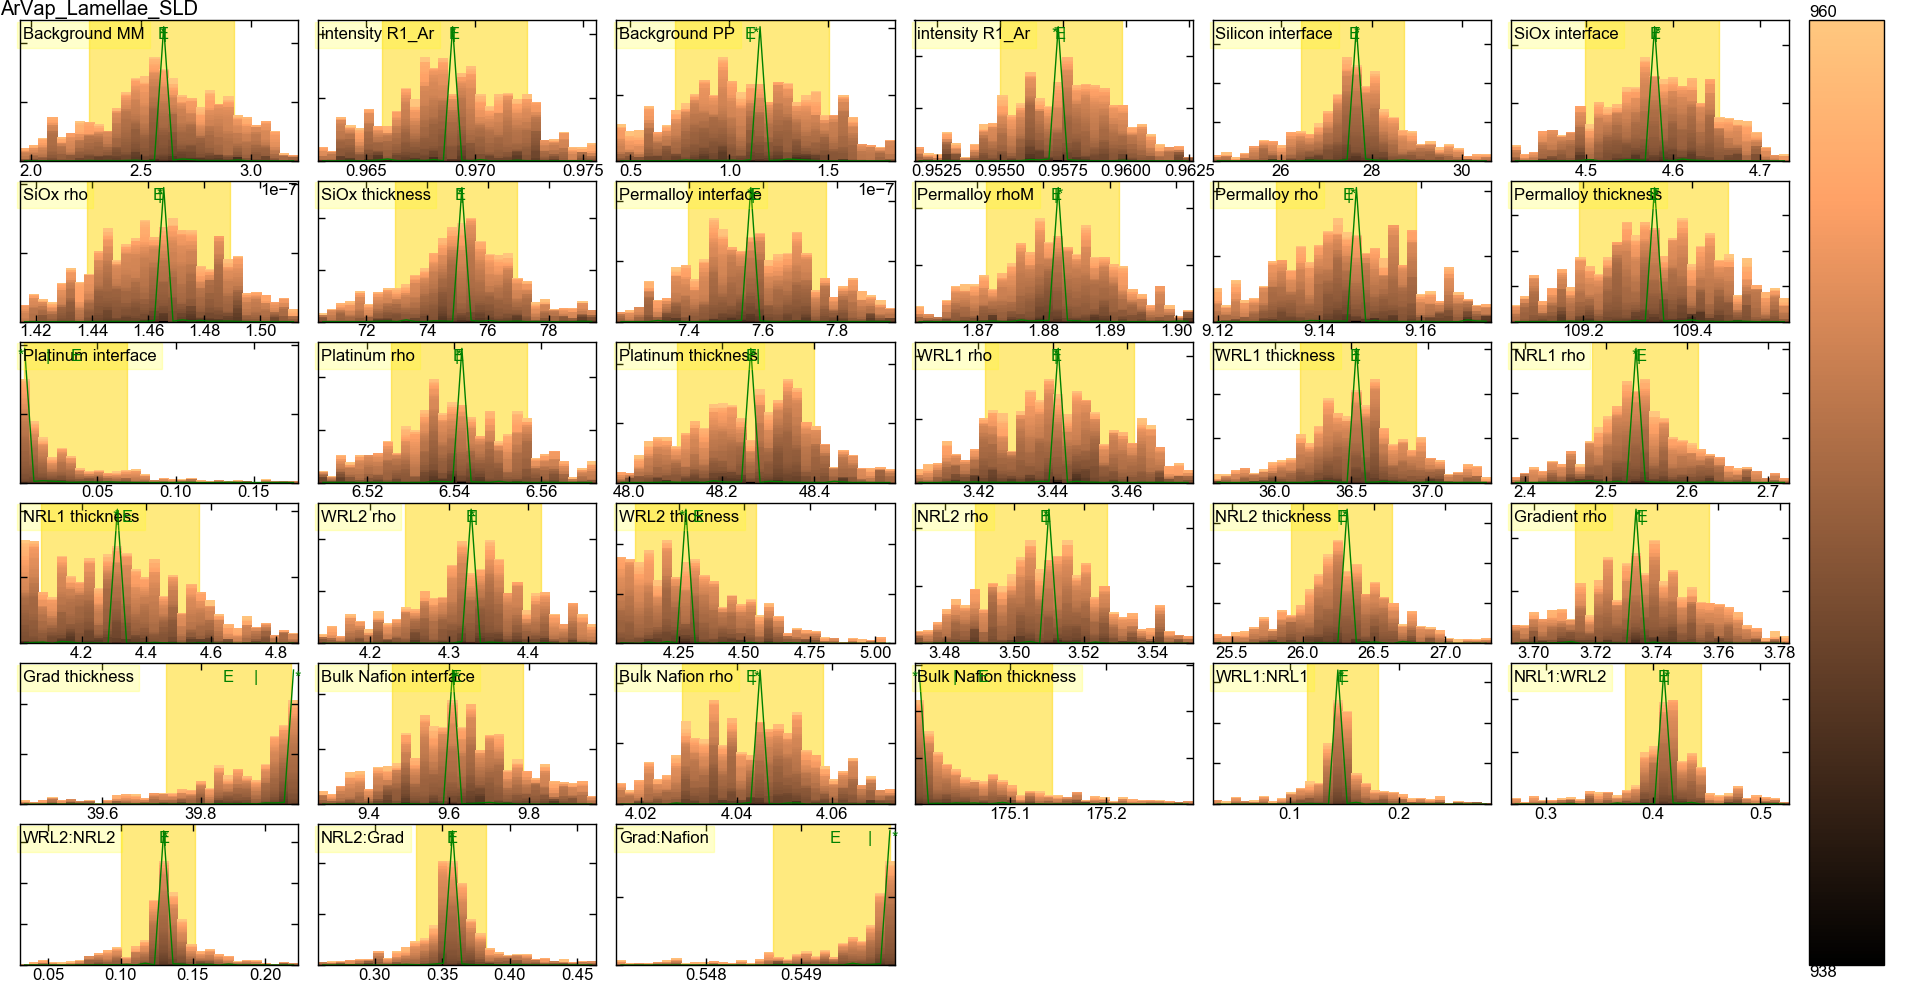 ArVap_Lamellae_SLD
960
Background MM E
intensity R1_Ar E
Background PP E*
intensity R1_Ar *E|
Silicon interface E
SiOx interface E
2.0 2.5 3.0
0.965 0.970 0.975
0.5 1.0 1.5
0.9525 0.9550 0.9575 0.9600 0.9625
26 28 30
4.5 4.6 4.7
SiOx rho E 1e-7
SiOx thickness E
Permalloy interface E 1e-7
Permalloy rhoM E
Permalloy rho E|*
Permalloy thickness E
1.42 1.44 1.46 1.48 1.50
72 74 76 78
7.4 7.6 7.8
1.87 1.88 1.89 1.90
9.12 9.14 9.16
109.2 109.4
* Platinum interface | E
Platinum rho E
Platinum thickness E|
WRL1 rho E
WRL1 thickness E
NRL1 rho *E
0.05 0.10 0.15
6.52 6.54 6.56
48.0 48.2 48.4
3.42 3.44 3.46
36.0 36.5 37.0
2.4 2.5 2.6 2.7
NRL1 thickness * E
WRL2 rho E|
WRL2 thickness * E
NRL2 rho E
NRL2 thickness E
Gradient rho *E
4.2 4.4 4.6 4.8
4.2 4.3 4.4
4.25 4.50 4.75 5.00
3.48 3.50 3.52 3.54
25.5 26.0 26.5 27.0
3.70 3.72 3.74 3.76 3.78
Grad thickness E | *
Bulk Nafion interface E
Bulk Nafion rho E*
* Bulk Nafion thickness | E
WRL1:NRL1 *E
NRL1:WRL2 E
39.6 39.8
9.4 9.6 9.8
4.02 4.04 4.06
175.1 175.2
0.1 0.2
0.3 0.4 0.5
WRL2:NRL2 E
NRL2:Grad E
Grad:Nafion E | *
0.05 0.10 0.15 0.20
0.30 0.35 0.40 0.45
0.548 0.549
938